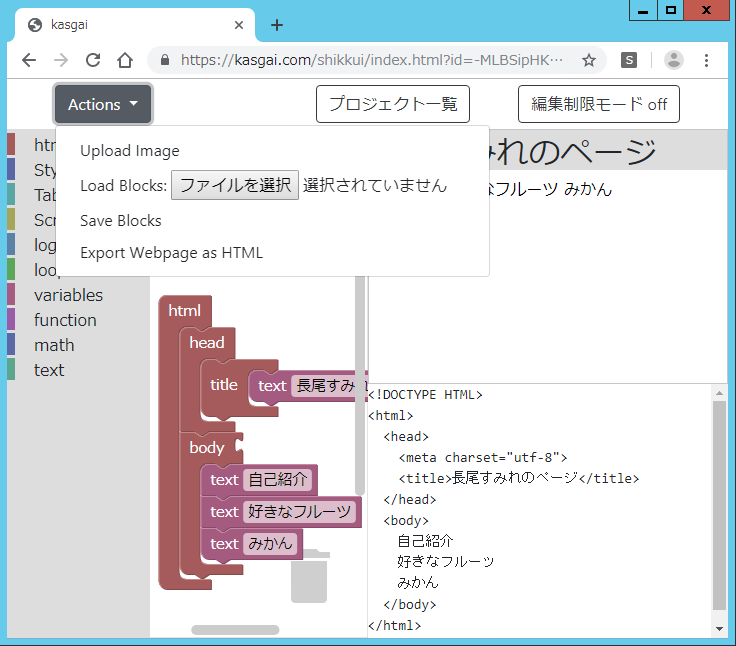 kasgai
https://kasgai.com/shikkui/index.html?id=-MLBSipHK…
S
Actions
プロジェクト一覧
編集制限モード off
Upload Image
Load Blocks: ファイルを選択 選択されていません
Save Blocks
Export Webpage as HTML
れのページ
なフルーツ みかん
variables
function
math
text
html
head
title text 長尾すみ
body
text 自己紹介
text 好きなフルーツ
text みかん
<!DOCTYPE HTML>
<html>
<head>
<meta charset="utf-8">
<title>長尾すみれのページ</title>
</head>
<body>
自己紹介
好きなフルーツ
みかん
</body>
</html>